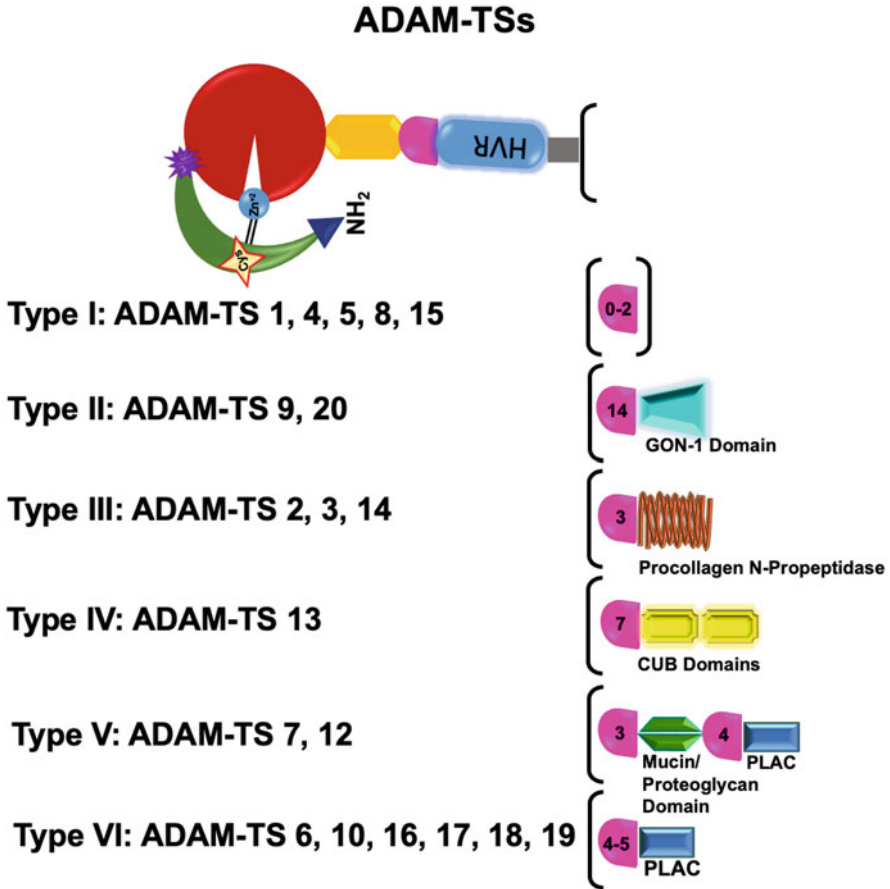 ADAM-TSs
HVR
Zn+2
NH2
Cys
Type I: ADAM-TS 1, 4, 5, 8, 15
0-2
Type II: ADAM-TS 9, 20
14
GON-1 Domain
Type III: ADAM-TS 2, 3, 14
3
Procollagen N-Propeptidase
Type IV: ADAM-TS 13
7
CUB Domains
Type V: ADAM-TS 7, 12
3
4
Mucin/
Proteoglycan
Domain
PLAC
Type VI: ADAM-TS 6, 10, 16, 17, 18, 19
4-5
PLAC